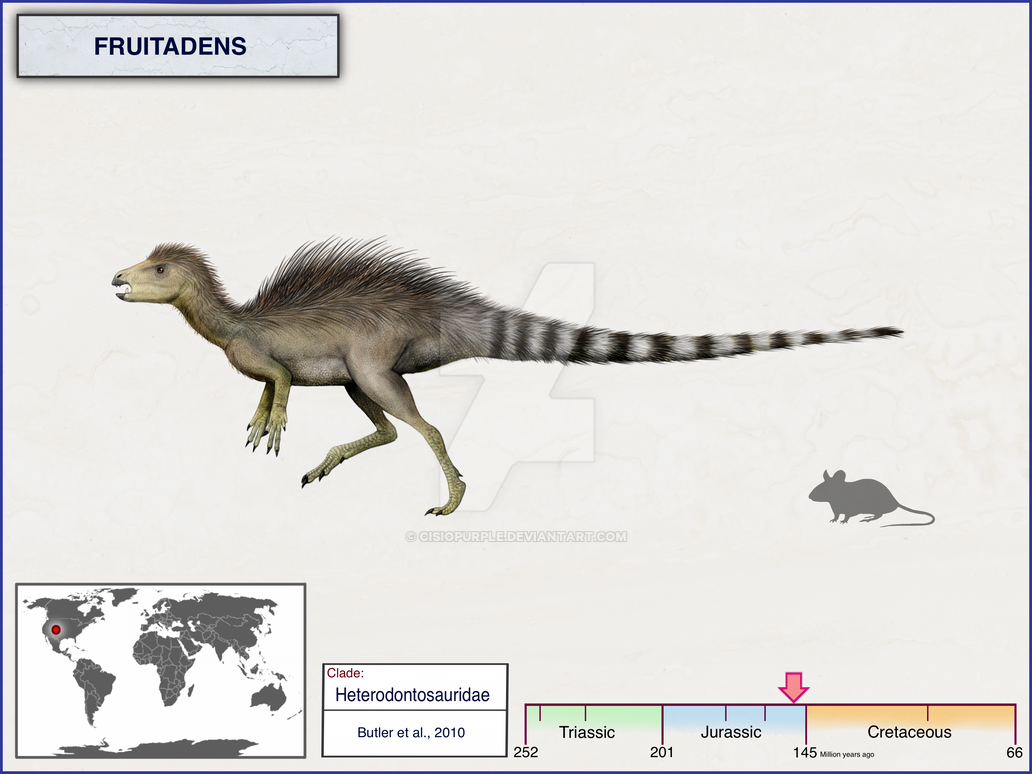 FRUITADENS
© CISIOPURPLE.DEVIANTART.COM
Clade:
Heterodontosauridae
Butler et al., 2010
Triassic
Jurassic
Cretaceous
252
201
145 Million years ago
66